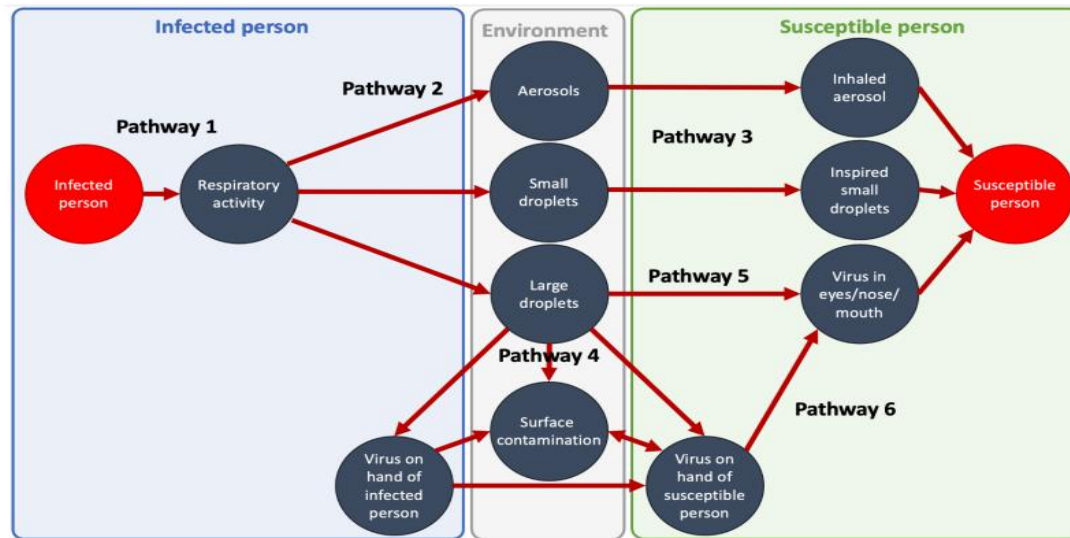 Infected person
Environment
Susceptible person
Pathway 2
Aerosols
Inhaled
aerosol
Pathway 1
Pathway 3
Infected
person
Respiratory
activity
Small
droplets
Inspired
small
droplets
Susceptible
person
Large
droplets
Pathway 5
Virus in
eyes/nose/
mouth
Pathway 4
Pathway 6
Surface
contamination
Virus on
hand of
infected
person
Virus on
hand of
susceptible
person